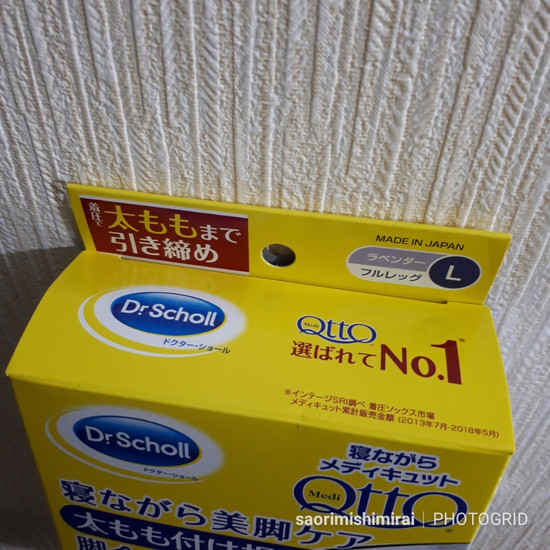 着圧で
太ももまで
引き締め
MADE IN JAPAN
ラベンダー
フルレッグ
L
Dr Scholl
ドクター・ショール
Medi QttO
選ばれてNo.1※
※インテージSRI調べ 着圧ソックス市場
メディキュット累計販売金額 (2013年7月-2018年5月)
Dr Scholl
ドクター・ショール
寝ながら
メディキュット
Medi QttO
寝ながら美脚ケア
太もも付け根
saorimishimirai | PHOTOGRID